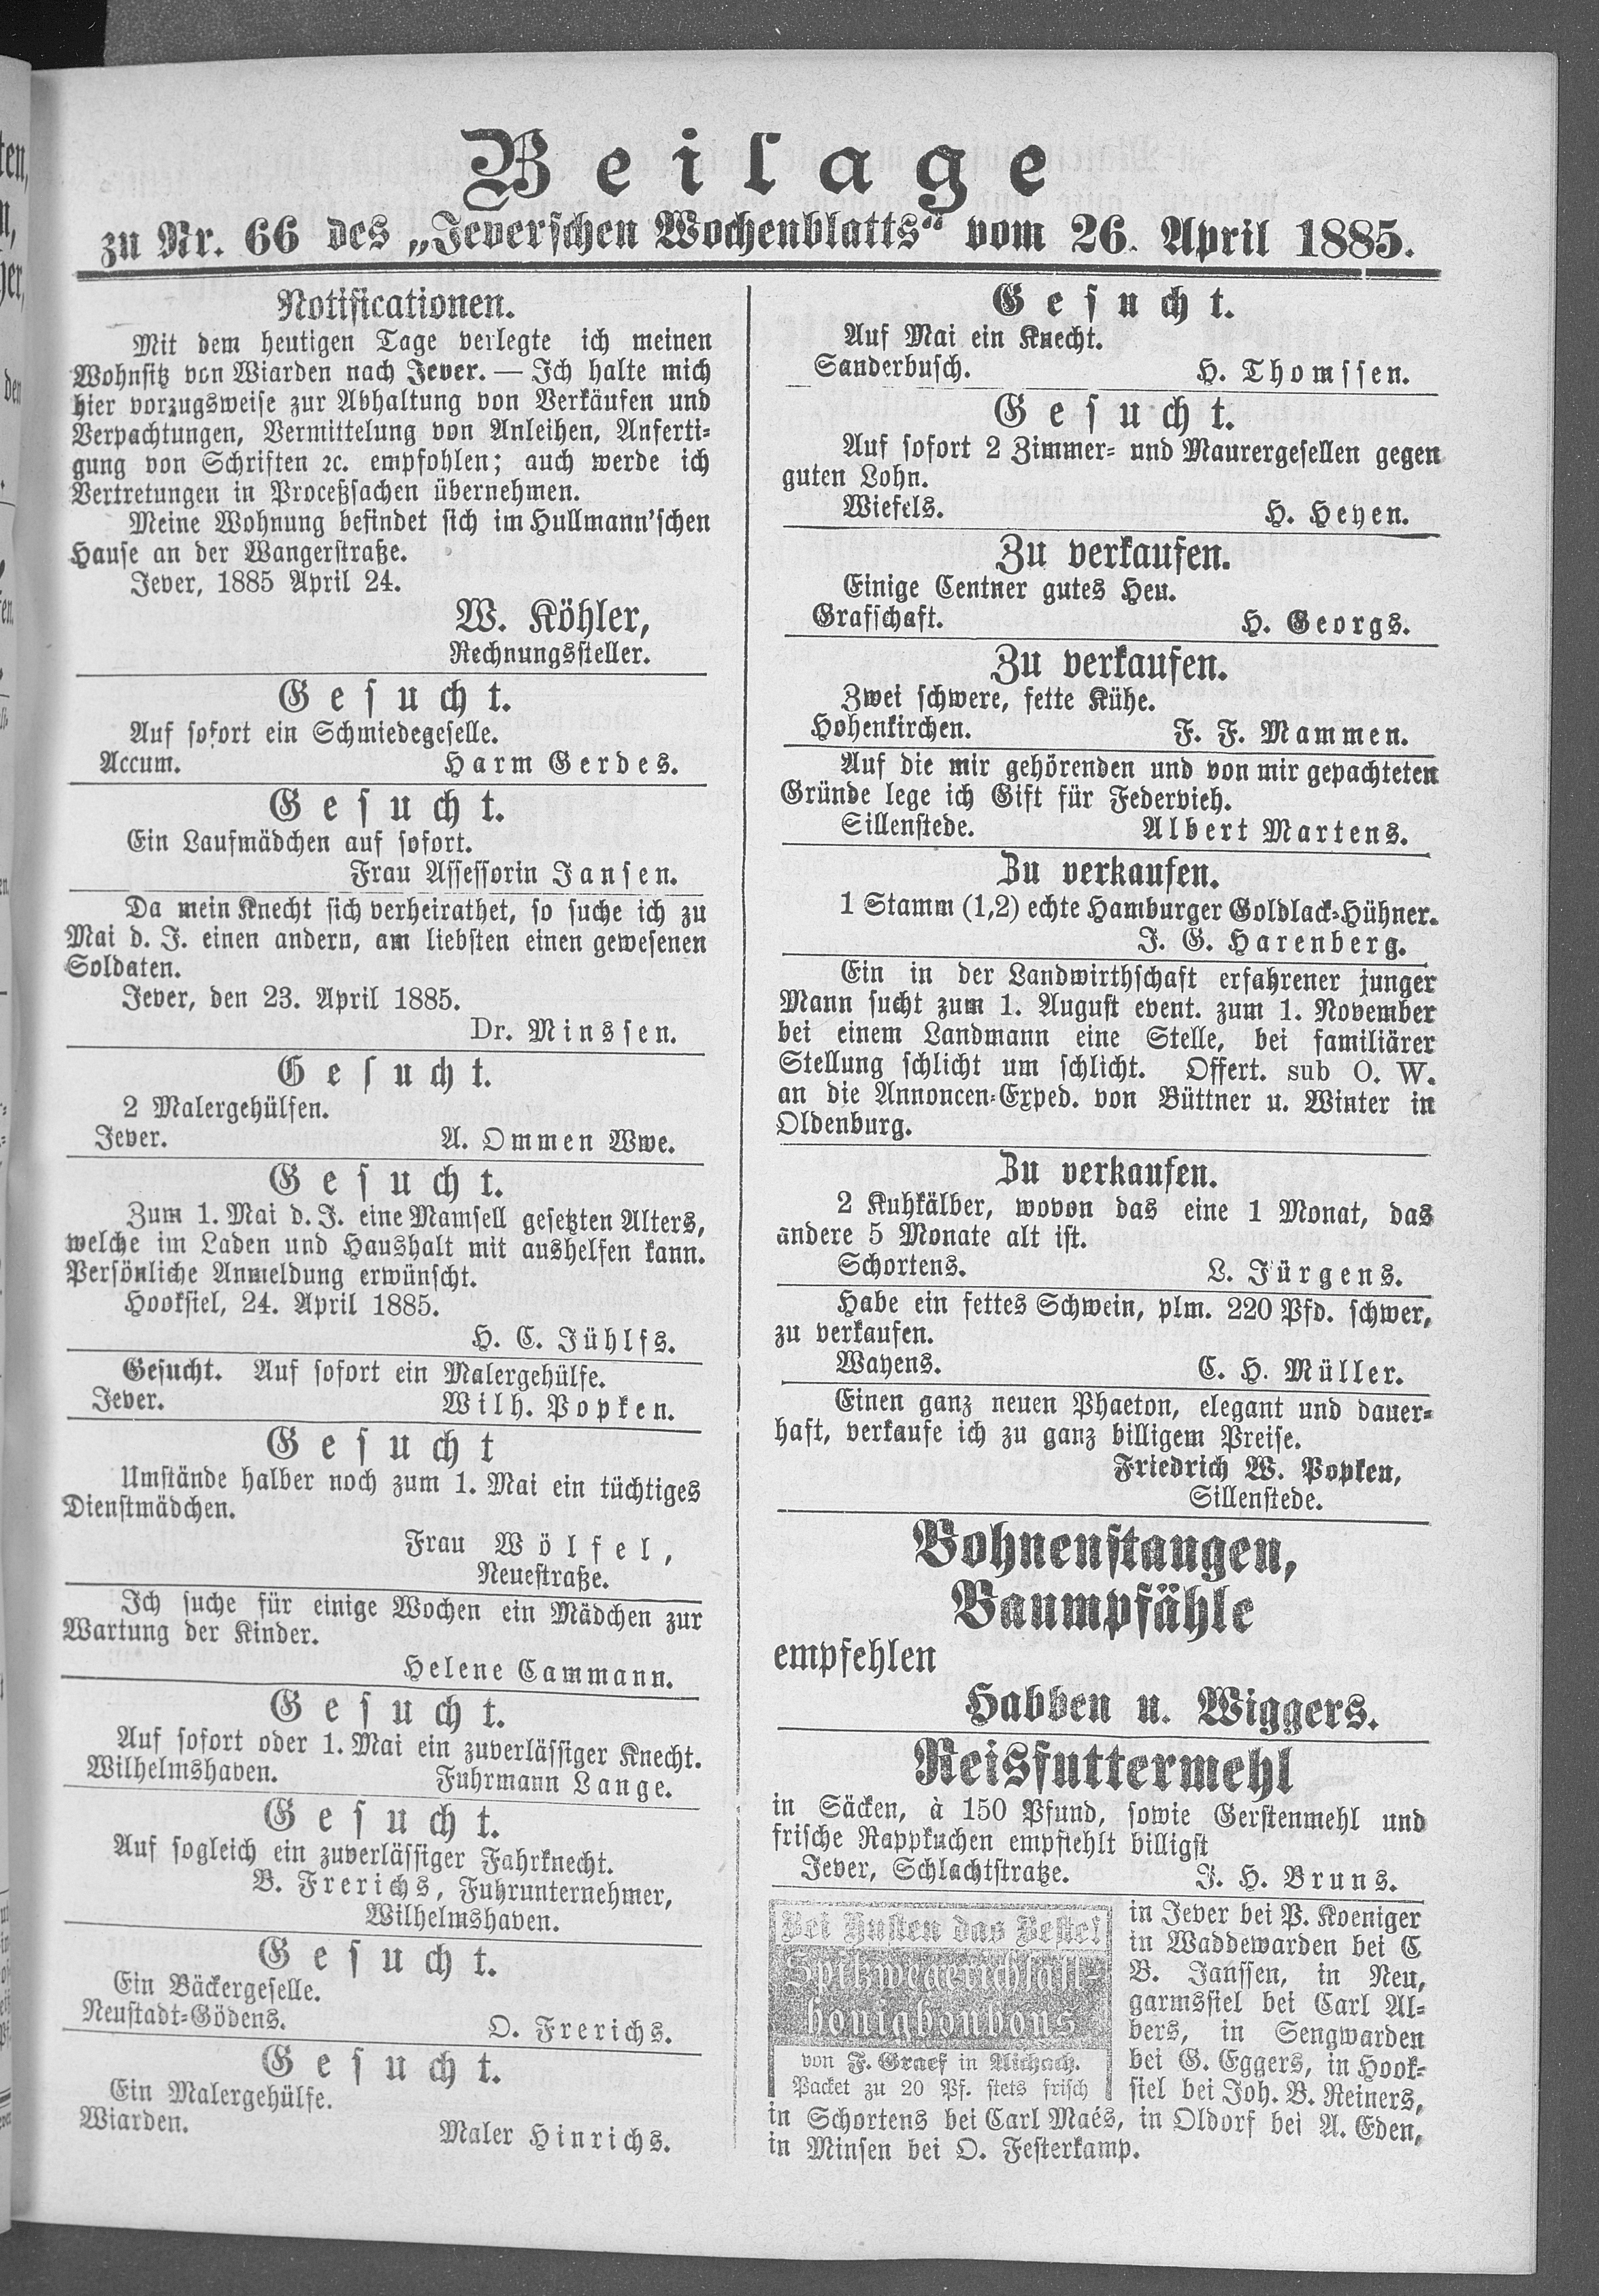 Beilage
zu Nr. 66 des „Jeverschen Wochenblatts“ vom 26. April 1885.
Notificationen.
Mit dem heutigen Tage verlegte ich meinen
Wohnsitz von Wiarden nach Jever. — Ich halte mich
hier vorzugsweise zur Abhaltung von Verkäufen und
Verpachtungen, Vermittelung von Anleihen, Anferti-
gung von Schriften ꝛc. empfohlen; auch werde ich
Vertretungen in Proceßsachen übernehmen.
Meine Wohnung befindet sich im Hullmann'schen
Hause an der Wangerstraße.
Jever, 1885 April 24.
W. Köhler,
Rechnungssteller.
Gesucht.
Auf sofort ein Schmiedegeselle.
Accum. Harm Gerdes.
Gesucht.
Ein Laufmädchen auf sofort.
Frau Assessorin Jansen.
Da mein Knecht sich verheirathet, so suche ich zu
Mai d. J. einen andern, am liebsten einen gewesenen
Soldaten.
Jever, den 23. April 1885.
Dr. Minssen.
Gesucht.
2 Malergehülfen.
Jever. A. Ommen Wwe.
Gesucht.
Zum 1. Mai d. J. eine Mamsell gesetzten Alters,
welche im Laden und Haushalt mit aushelfen kann.
Persönliche Anmeldung erwünscht.
Hooksiel, 24. April 1885.
H. C. Jühlfs.
Gesucht. Auf sofort ein Malergehülfe.
Jever. Wilh. Popken.
Gesucht
Umstände halber noch zum 1. Mai ein tüchtiges
Dienstmädchen.
Frau Wölfel,
Neuestraße.
Ich suche für einige Wochen ein Mädchen zur
Wartung der Kinder.
Helene Cammann.
Gesucht.
Auf sofort oder 1. Mai ein zuverlässiger Knecht.
Wilhelmshaven. Fuhrmann Lange.
Gesucht.
Auf sogleich ein zuverlässiger Fahrknecht.
B. Frerichs, Fuhrunternehmer,
Wilhelmshaven.
Gesucht.
Ein Bäckergeselle.
Neustadt-Gödens. O. Frerichs.
Gesucht.
Ein Malergehülfe.
Wiarden. Maler Hinrichs.
Gesucht.
Auf Mai ein Knecht.
Sanderbusch. H. Thomssen.
Gesucht.
Auf sofort 2 Zimmer- und Maurergesellen gegen
guten Lohn.
Wiefels. H. Heyen.
Zu verkaufen.
Einige Centner gutes Heu.
Grafschaft. H. Georgs.
Zu verkaufen.
Zwei schwere, fette Kühe.
Hohenkirchen. F. F. Mammen.
Auf die mir gehörenden und von mir gepachteten
Gründe lege ich Gift für Federvieh.
Sillenstede. Albert Martens.
Zu verkaufen.
1 Stamm (1,2) echte Hamburger Goldlack-Hühner.
J. G. Harenberg.
Ein in der Landwirthschaft erfahrener junger
Mann sucht zum 1. August event. zum 1. November
bei einem Landmann eine Stelle, bei familiärer
Stellung schlicht um schlicht. Offert. sub O. W.
an die Annoncen-Exped. von Büttner u. Winter in
Oldenburg.
Zu verkaufen.
2 Kuhkälber, wovon das eine 1 Monat, das
andere 5 Monate alt ist.
Schortens. L. Jürgens.
Habe ein fettes Schwein, plm. 220 Pfd. schwer,
zu verkaufen.
Wayens. C. H. Müller.
Einen ganz neuen Phaeton, elegant und dauer-
haft, verkaufe ich zu ganz billigem Preise.
Friedrich W. Popken,
Sillenstede.
Bohnenstangen,
Baumpfähle
empfehlen
Habben u. Wiggers.
Reisfuttermehl
in Säcken, à 150 Pfund, sowie Gerstenmehl und
frische Rappkuchen empfiehlt billigst
Jever, Schlachtstraße. J. H. Bruns.
Bei Husten das Beste!
Spitzwegerichsaft-
honigbonbons
von F. Graef in Aichach.
Packet zu 20 Pf. stets frisch
in Jever bei P. Koeniger
in Waddewarden bei C
B. Janssen, in Neu,
garmssiel bei Carl Al-
bers, in Sengwarden
bei G. Eggers, in Hook-
siel bei Joh. B. Reiners,
in Schortens bei Carl Maés, in Oldorf bei A. Eden,
in Minsen bei O. Festerkamp.